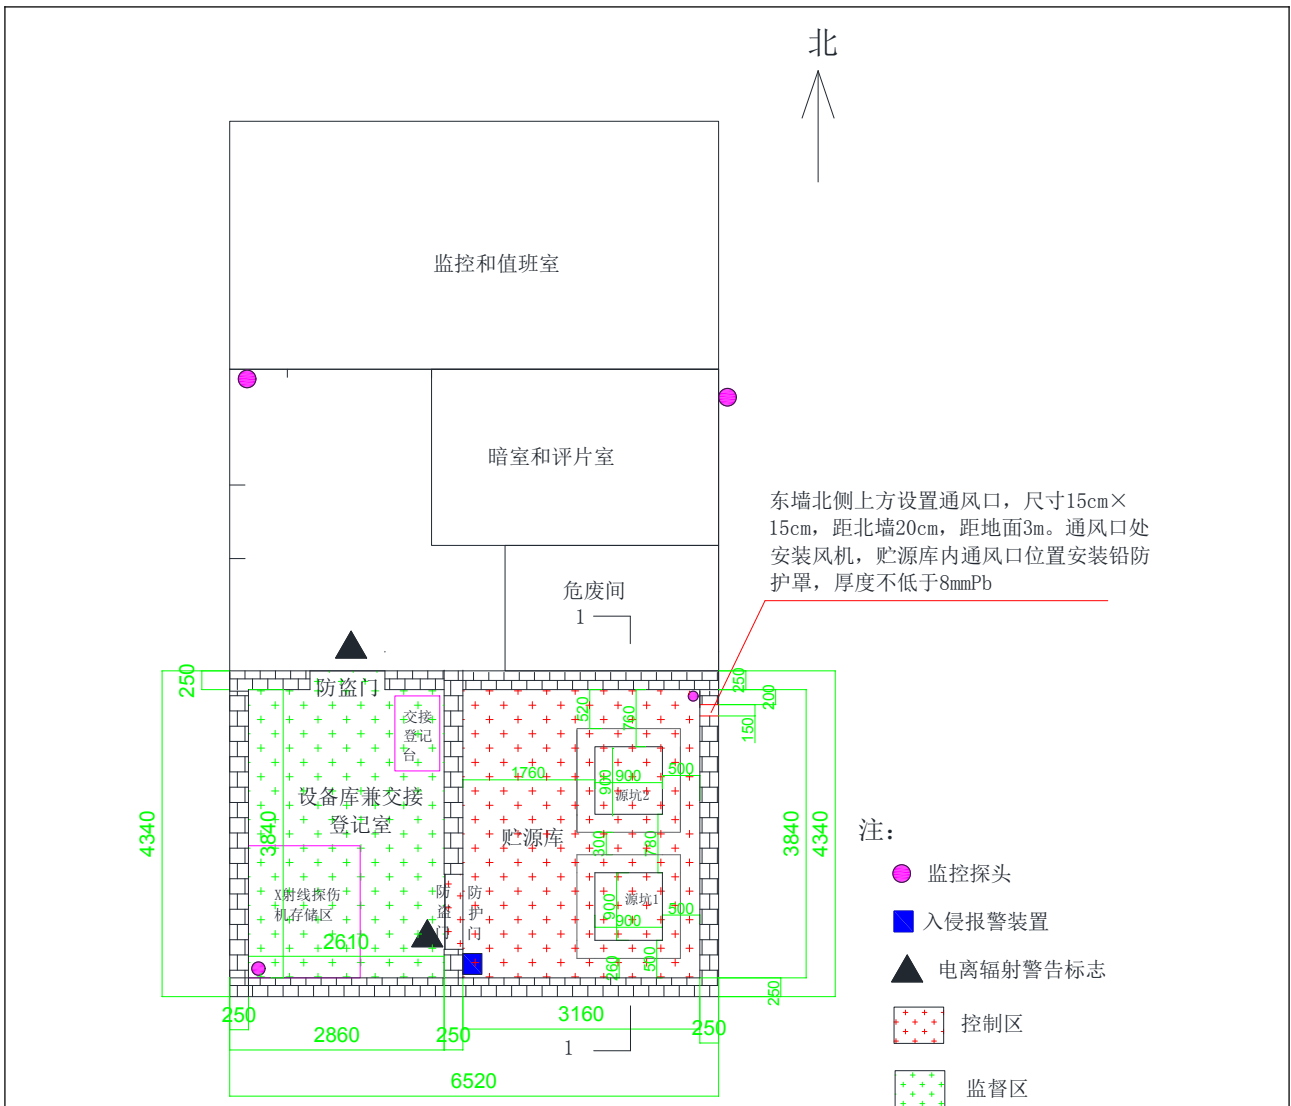 北
监控和值班室
暗室和评片室
东墙北侧上方设置通风口，尺寸15cm×
15cm，距北墙20cm，距地面3m。通风口处
安装风机，贮源库内通风口位置安装铅防
护罩，厚度不低于8mmPb
危废间
1
250
防盗门
250
200
150
交接
登记
台
520
760
1760
900
900
500
源坑2
设备库兼交接
登记室
贮源库
4340
3840
300
780
3840
4340
注：
监控探头
X射线探伤
机存储区
防
盗
门
防
护
门
源坑1
900
900
500
入侵报警装置
2610
260
500
电离辐射警告标志
250
250
3160
250
控制区
2860
250
1
6520
监督区